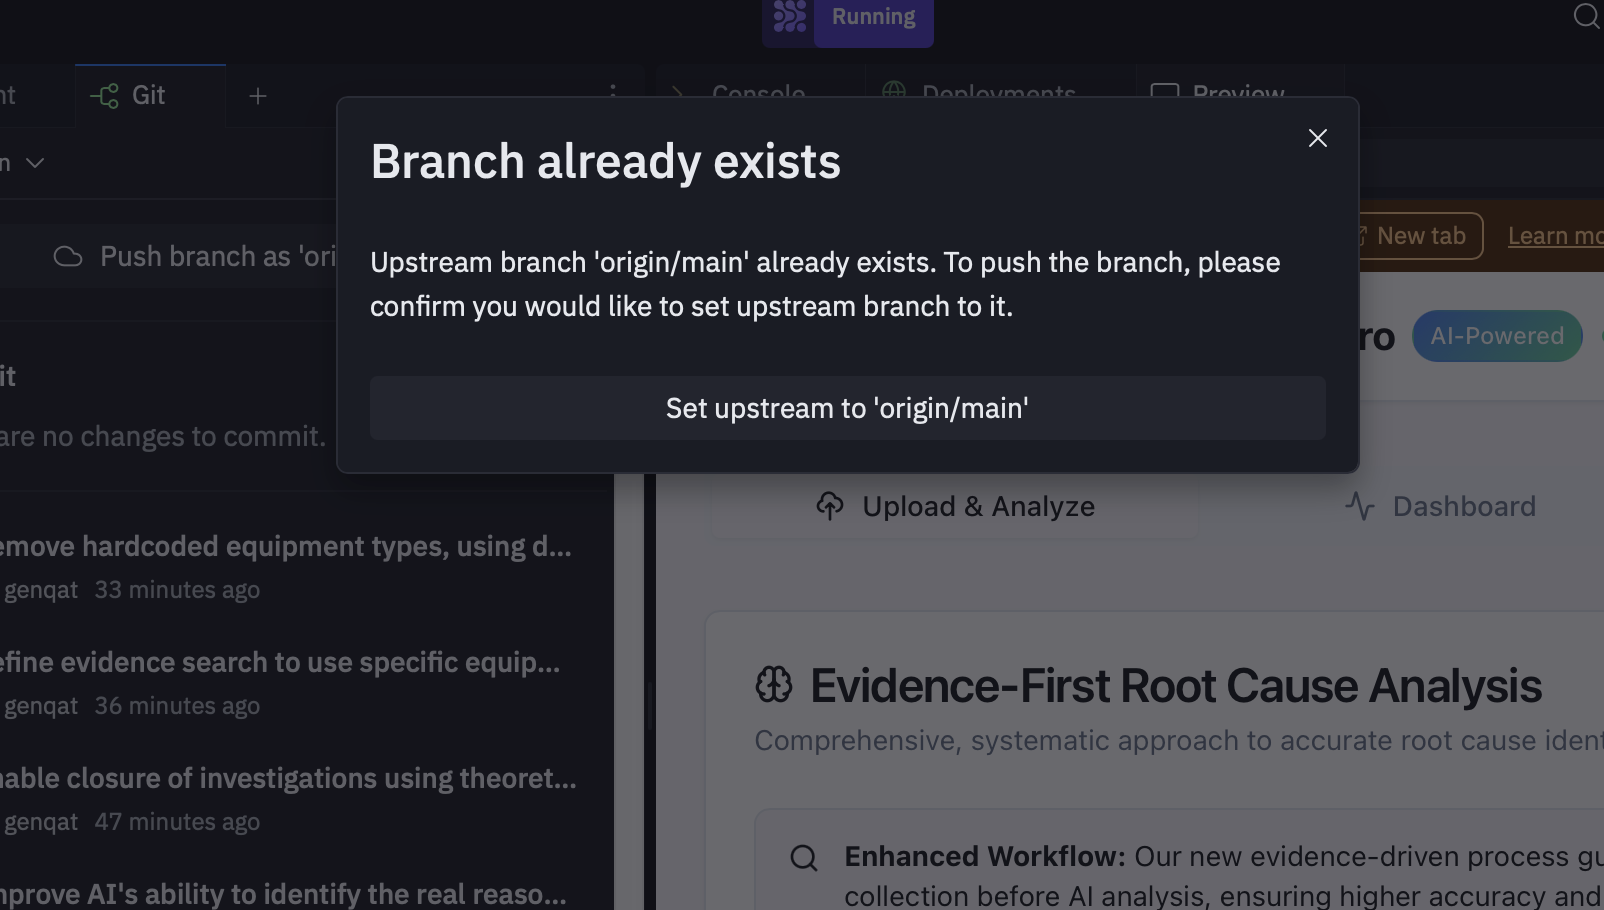 Running
nt
Git
Console
Deployments
Preview
n
Branch already exists
Upstream branch 'origin/main' already exists. To push the branch, please
confirm you would like to set upstream branch to it.
Set upstream to 'origin/main'
Push branch as 'ori
New tab
Learn mo
ro
AI-Powered
it
are no changes to commit.
Upload & Analyze
Dashboard
emove hardcoded equipment types, using d...
genqat 33 minutes ago
efine evidence search to use specific equip...
genqat 36 minutes ago
nable closure of investigations using theoret...
genqat 47 minutes ago
mprove AI's ability to identify the real reaso...
Evidence-First Root Cause Analysis
Comprehensive, systematic approach to accurate root cause ident
Enhanced Workflow: Our new evidence-driven process gu
collection before AI analysis, ensuring higher accuracy and